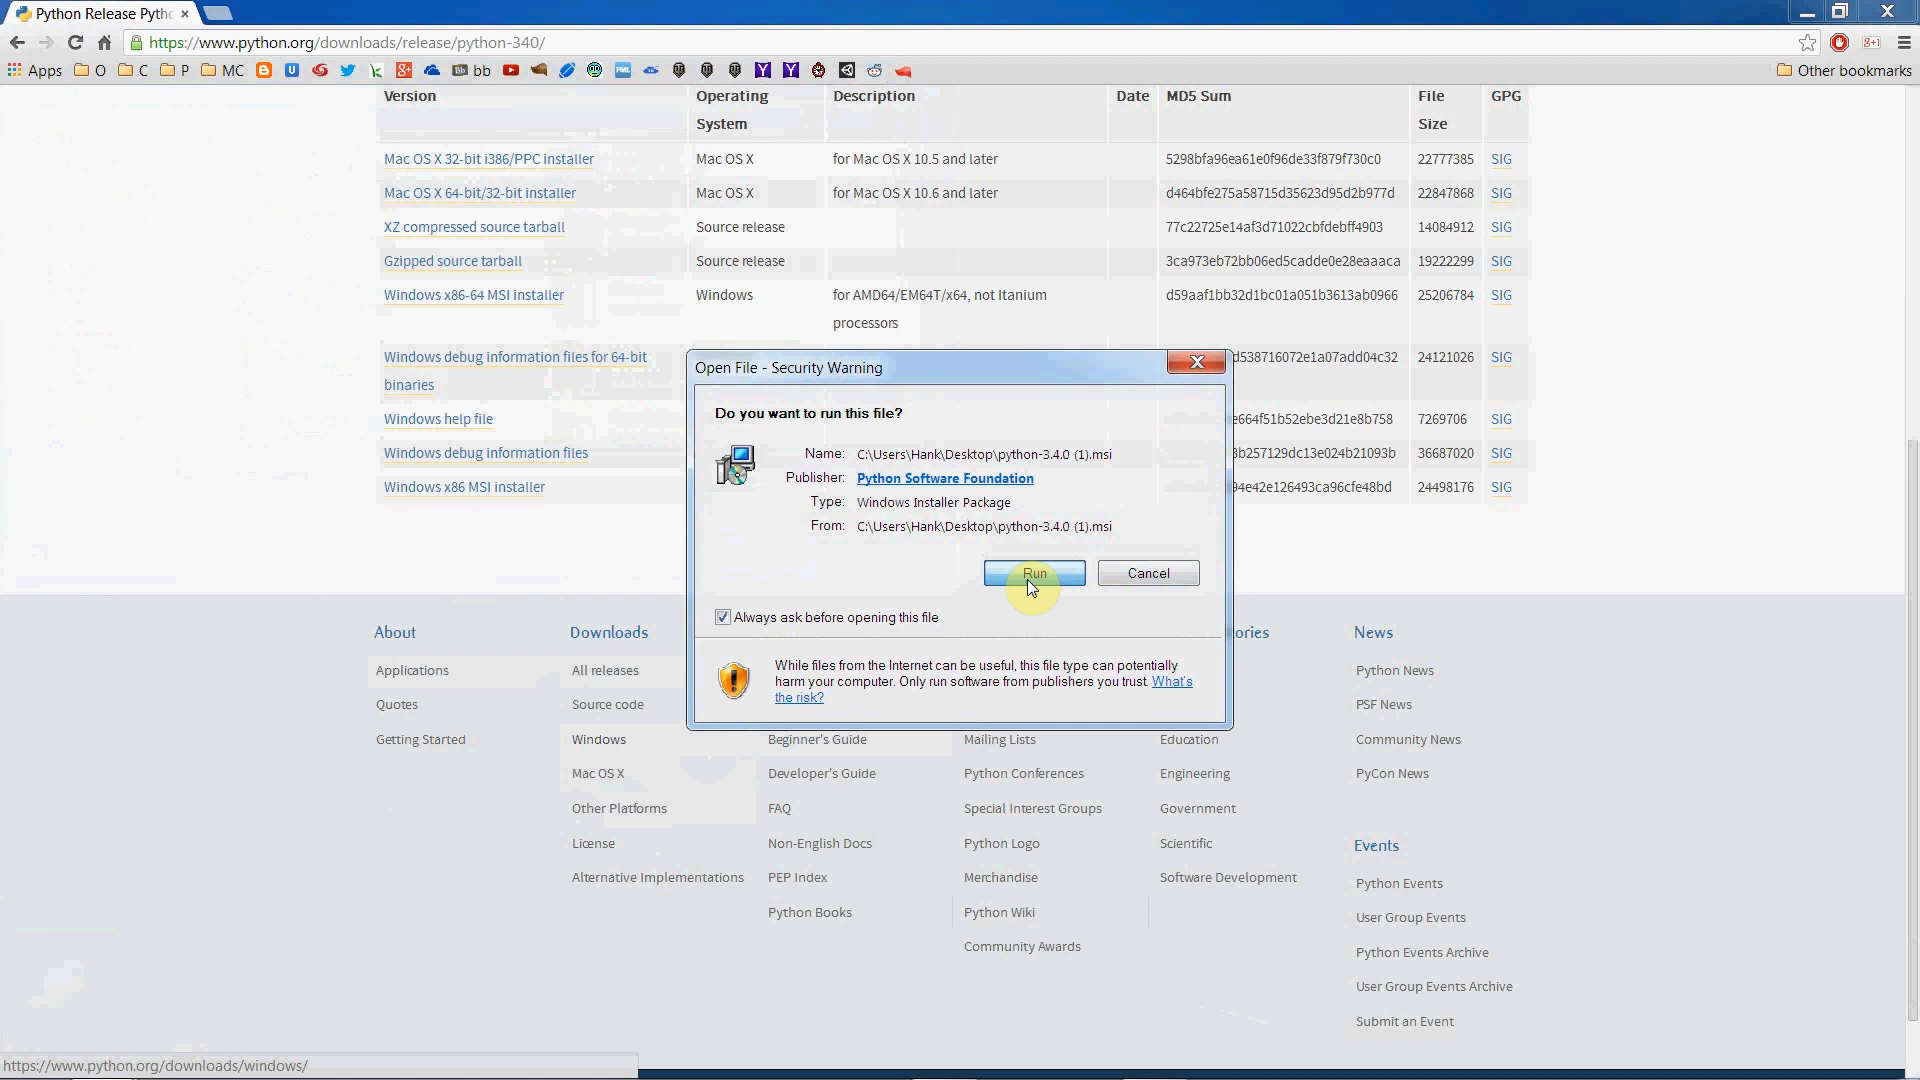 Python Release Pyth
https://www.python.org/downloads/release/python-340/
Apps O C P MC bb Other bookmarks
Version Operating System Description Date MD5 Sum File Size GPG
Mac OS X 32-bit i386/PPC installer Mac OS X for Mac OS X 10.5 and later 5298bfa96ea61e0f96de33f879f730c0 22777385 SIG
Mac OS X 64-bit/32-bit installer Mac OS X for Mac OS X 10.6 and later d464bfe275a58715d35623d95d2b977d 22847868 SIG
XZ compressed source tarball Source release 77c22725e14af3d71022cbfdebff4903 14084912 SIG
Gzipped source tarball Source release 3ca973eb72bb06ed5cadde0e28eaaaca 19222299 SIG
Windows x86-64 MSI installer Windows for AMD64/EM64T/x64, not Itanium d59aaf1bb32d1bc01a051b3613ab0966 25206784 SIG
processors
Windows debug information files for 64-bit d538716072e1a07add04c32 24121026 SIG
binaries
Windows help file e664f51b52ebe3d21e8b758 7269706 SIG
Windows debug information files 3b257129dc13e024b21093b 36687020 SIG
Windows x86 MSI installer 94e42e126493ca96cfe48bd 24498176 SIG
Open File - Security Warning
Do you want to run this file?
Name: C:\Users\Hank\Desktop\python-3.4.0 (1).msi
Publisher: Python Software Foundation
Type: Windows Installer Package
From: C:\Users\Hank\Desktop\python-3.4.0 (1).msi
Run Cancel
Always ask before opening this file
While files from the Internet can be useful, this file type can potentially
harm your computer. Only run software from publishers you trust. What's
the risk?
About
Applications
Quotes
Getting Started
Downloads
All releases
Source code
Windows
Mac OS X
Other Platforms
License
Alternative Implementations
Beginner's Guide
Developer's Guide
FAQ
Non-English Docs
PEP Index
Python Books
Mailing Lists
Python Conferences
Special Interest Groups
Python Logo
Merchandise
Python Wiki
Community Awards
ories
Education
Engineering
Government
Scientific
Software Development
News
Python News
PSF News
Community News
PyCon News
Events
Python Events
User Group Events
Python Events Archive
User Group Events Archive
Submit an Event
https://www.python.org/downloads/windows/